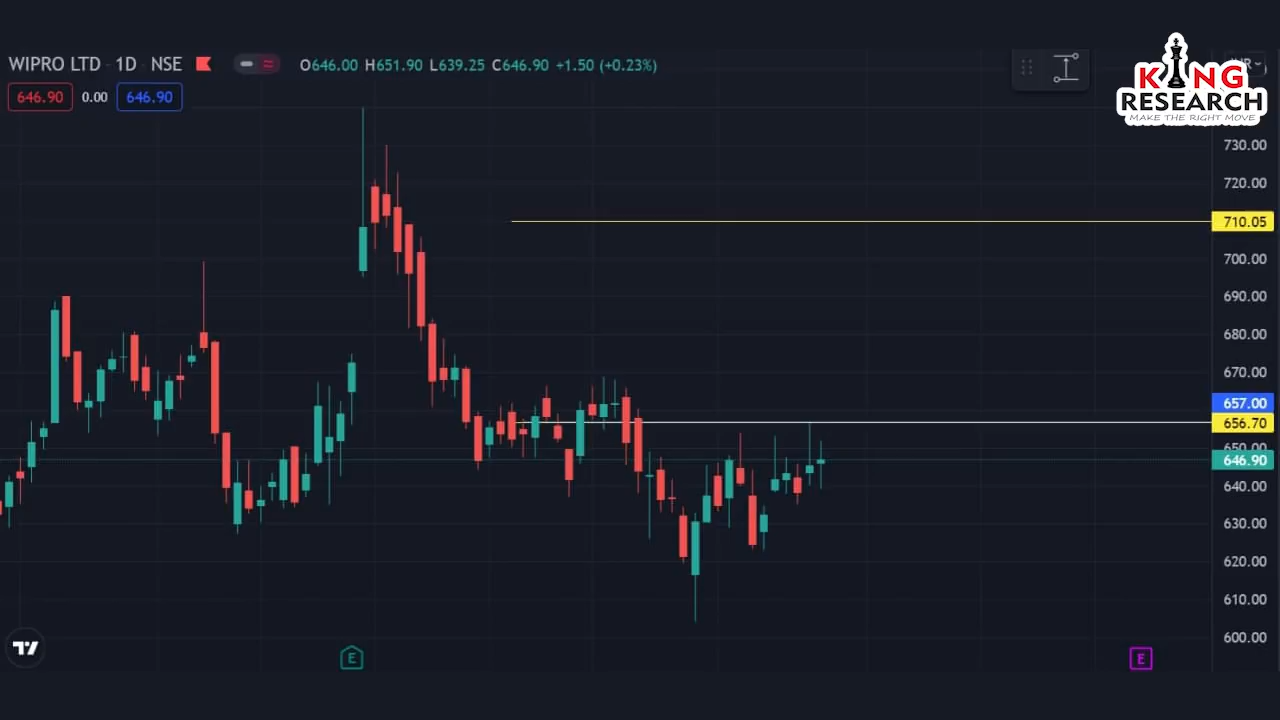 WIPRO LTD · 1D · NSE
O646.00 H651.90 L639.25 C646.90 +1.50 (+0.23%)
646.90 0.00 646.90
KING
RESEARCH
MAKE THE RIGHT MOVE
730.00
720.00
710.05
700.00
690.00
680.00
670.00
657.00
656.70
650.00
646.90
640.00
630.00
620.00
610.00
600.00
E
E